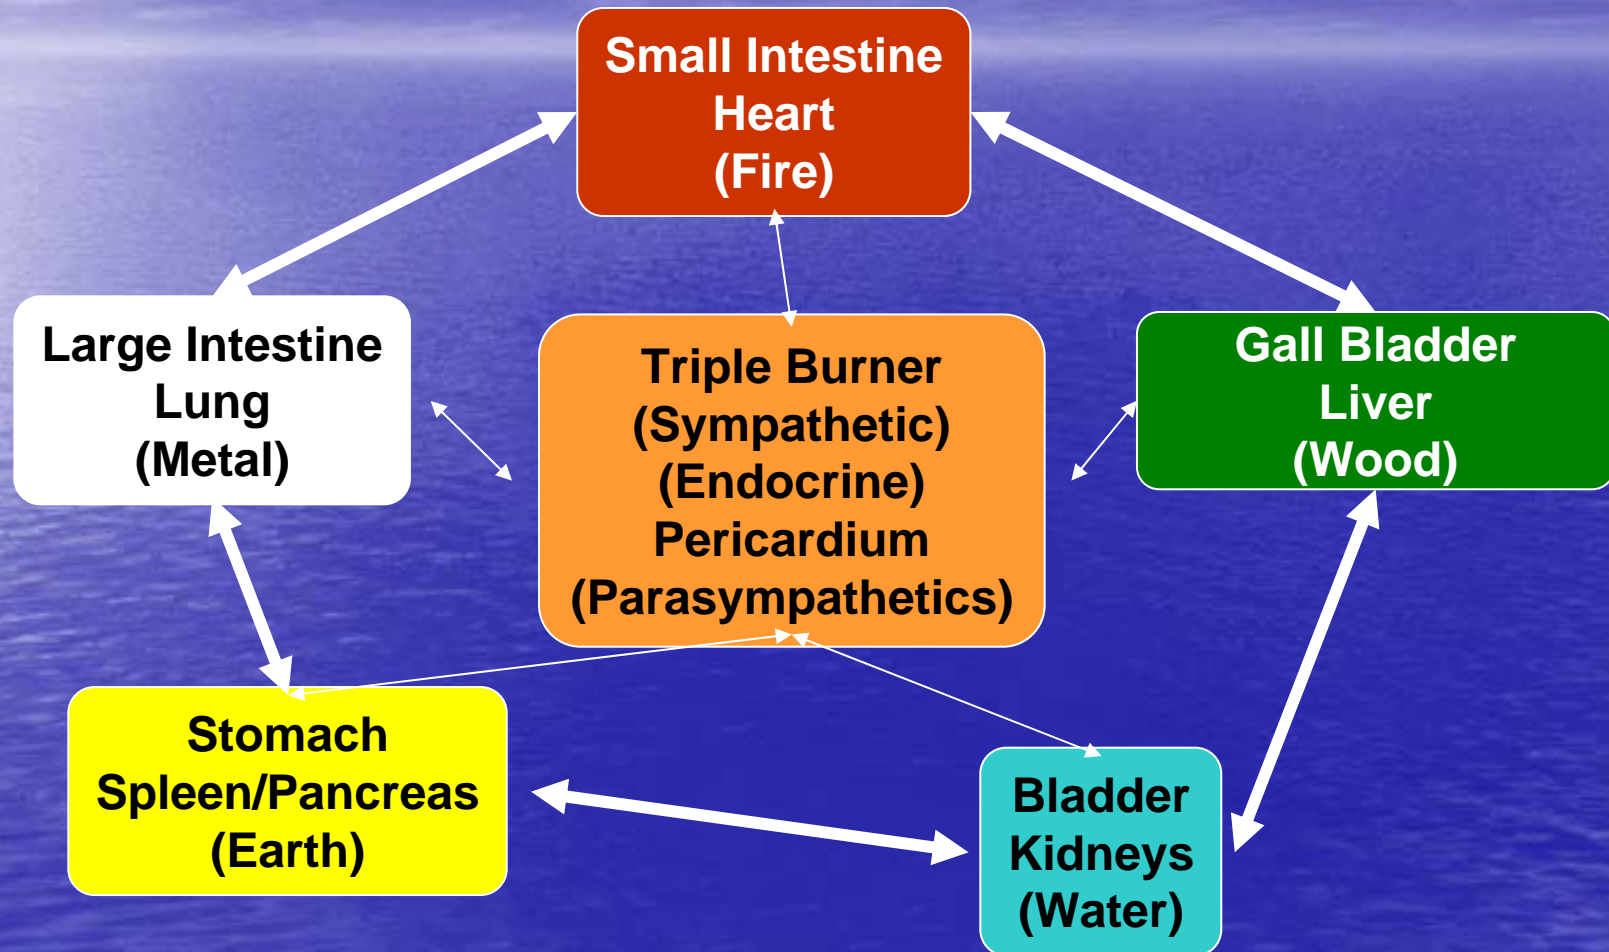 Small Intestine
Heart
(Fire)
Large Intestine
Lung
(Metal)
Triple Burner
(Sympathetic)
(Endocrine)
Pericardium
(Parasympathetics)
Gall Bladder
Liver
(Wood)
Stomach
Spleen/Pancreas
(Earth)
Bladder
Kidneys
(Water)